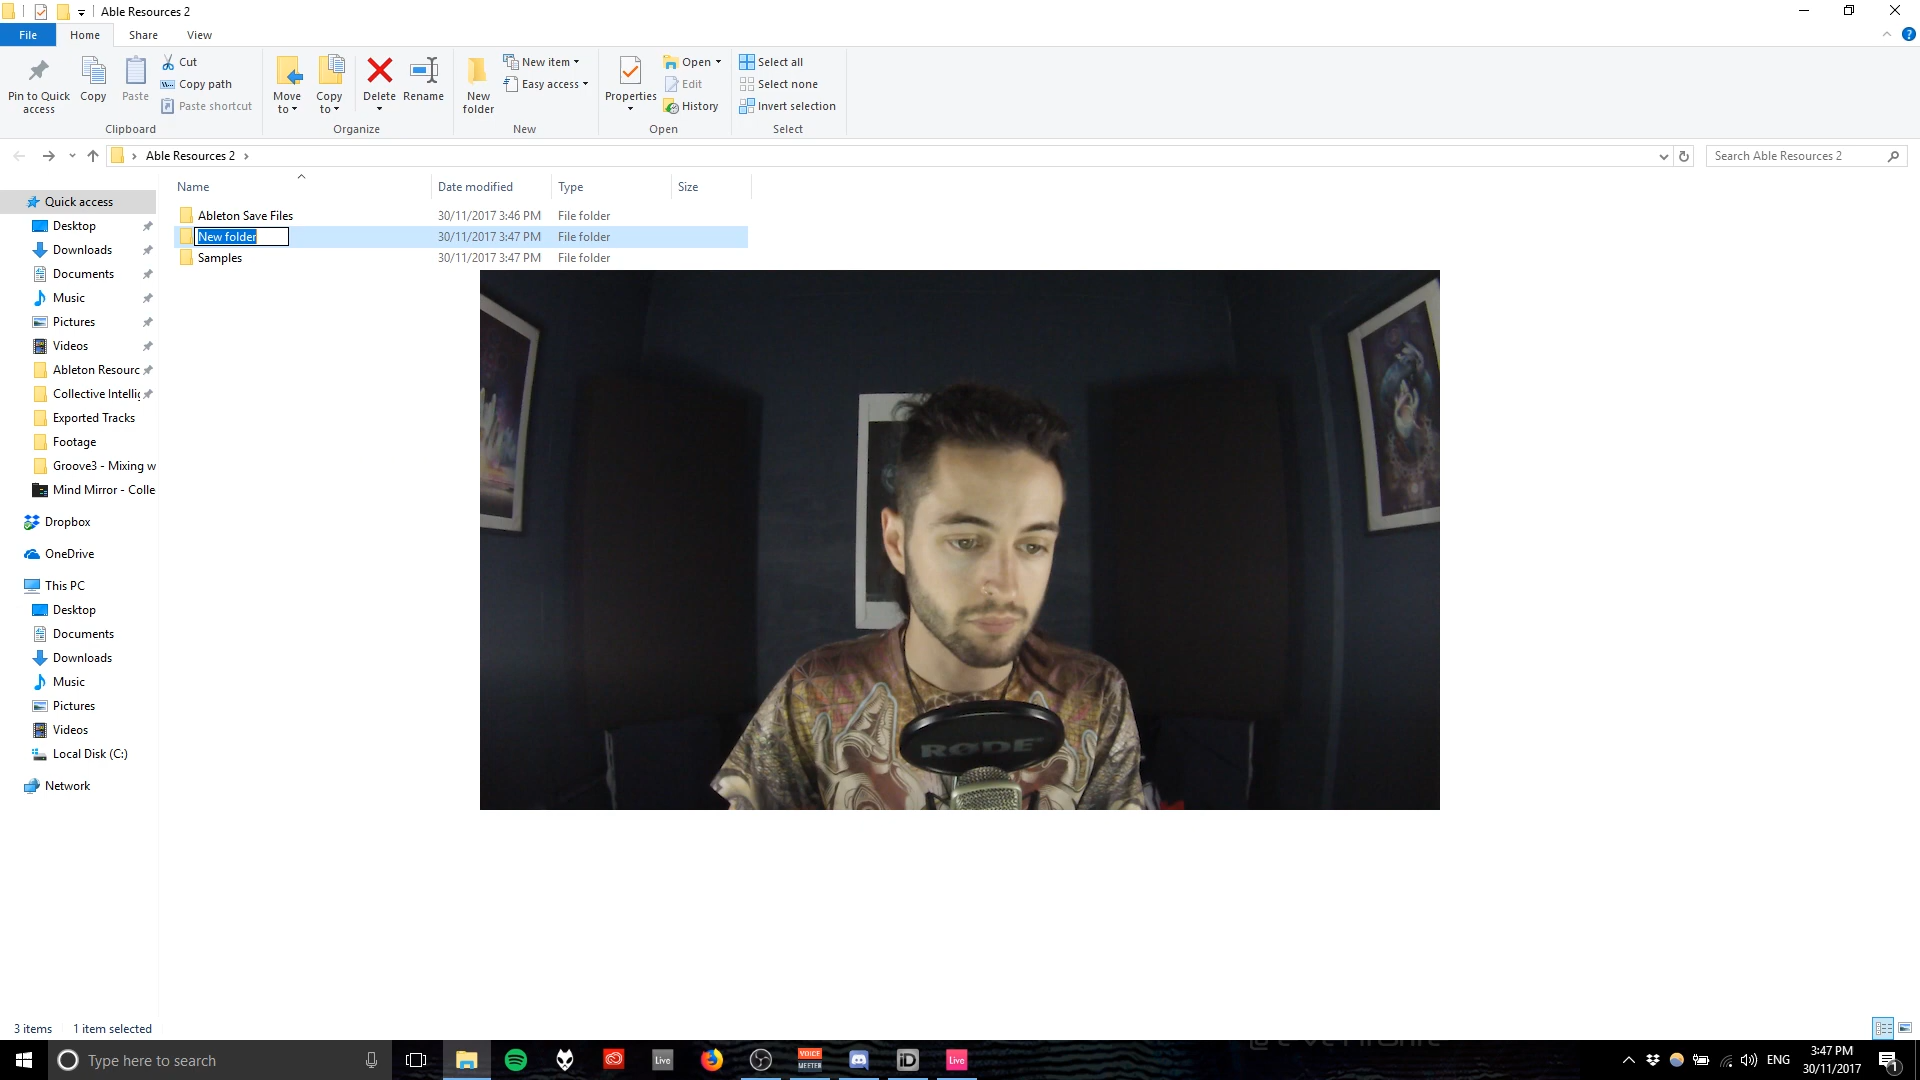 Able Resources 2
File Home Share View
Pin to Quick access
Copy
Paste
Cut
Copy path
Paste shortcut
Clipboard
Move to
Copy to
Delete
Rename
Organize
New folder
New item
Easy access
New
Properties
Open
Edit
History
Open
Select all
Select none
Invert selection
Select
Able Resources 2
Search Able Resources 2
Name Date modified Type Size
Ableton Save Files 30/11/2017 3:46 PM File folder
New folder 30/11/2017 3:47 PM File folder
Samples 30/11/2017 3:47 PM File folder
Quick access
Desktop
Downloads
Documents
Music
Pictures
Videos
Ableton Resourc
Collective Intelli
Exported Tracks
Footage
Groove3 - Mixing w
Mind Mirror - Colle
Dropbox
OneDrive
This PC
Desktop
Documents
Downloads
Music
Pictures
Videos
Local Disk (C:)
Network
RØDE
3 items 1 item selected
Type here to search
Live
VOICE
MEETER
iD
Live
ENG
3:47 PM
30/11/2017
1